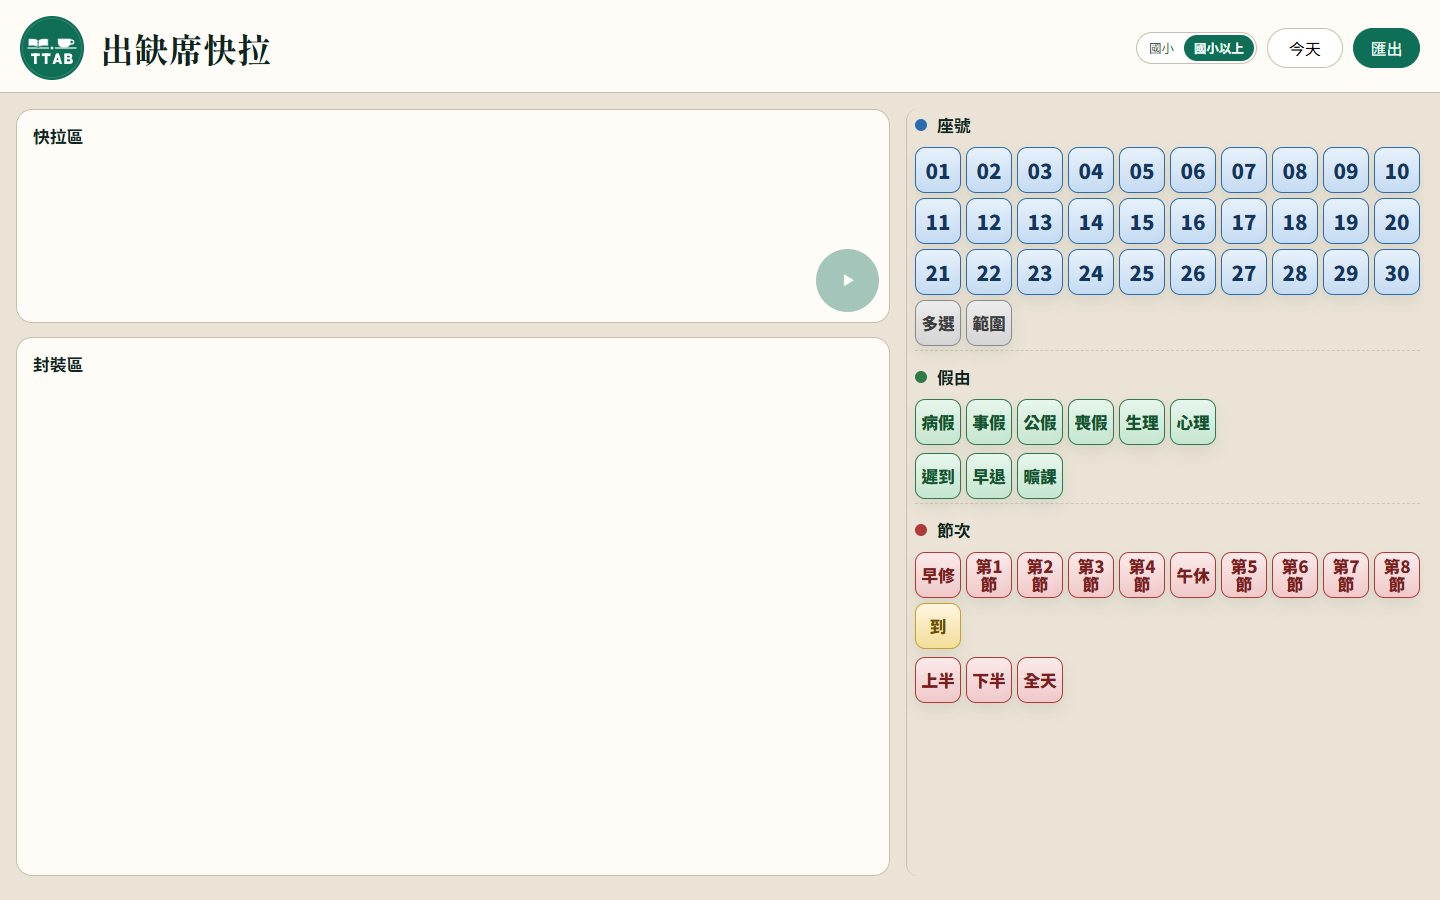 TTAB
出缺席快拉
國小 國小以上 今天 匯出
快拉區
封裝區
座號
01 02 03 04 05 06 07 08 09 10
11 12 13 14 15 16 17 18 19 20
21 22 23 24 25 26 27 28 29 30
多選 範圍
假由
病假 事假 公假 喪假 生理 心理
遲到 早退 曠課
節次
早修 第1節 第2節 第3節 第4節 午休 第5節 第6節 第7節 第8節
到
上半 下半 全天